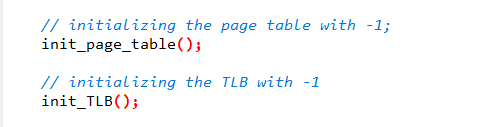 // initializing the page table with -1;
init_page_table();
// initializing the TLB with -1
init_TLB();